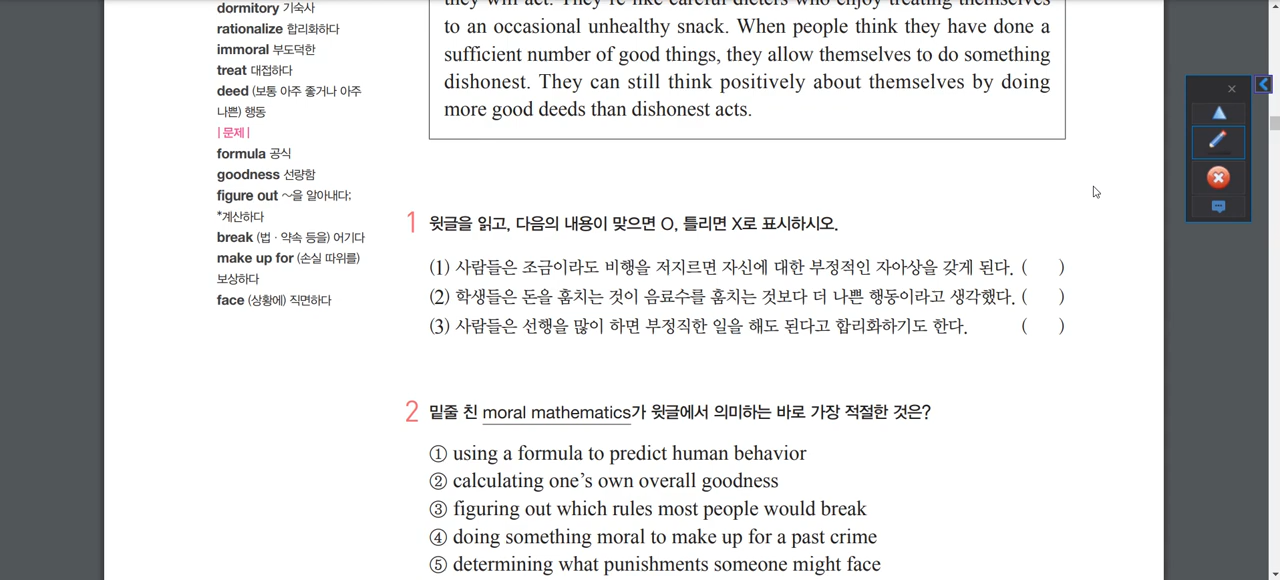 dormitory 기숙사
rationalize 합리화하다
immoral 부도덕한
treat 대접하다
deed (보통 아주 좋거나 아주
나쁜) 행동
| 문제 |
formula 공식
goodness 선량함
figure out ~을 알아내다;
*계산하다
break (법 · 약속 등을) 어기다
make up for (손실 따위를)
보상하다
face (상황에) 직면하다
they will act. They're like careful dieters who enjoy treating themselves
to an occasional unhealthy snack. When people think they have done a
sufficient number of good things, they allow themselves to do something
dishonest. They can still think positively about themselves by doing
more good deeds than dishonest acts.
1 윗글을 읽고, 다음의 내용이 맞으면 O, 틀리면 X로 표시하시오.
(1) 사람들은 조금이라도 비행을 저지르면 자신에 대한 부정적인 자아상을 갖게 된다. ( )
(2) 학생들은 돈을 훔치는 것이 음료수를 훔치는 것보다 더 나쁜 행동이라고 생각했다. ( )
(3) 사람들은 선행을 많이 하면 부정직한 일을 해도 된다고 합리화하기도 한다. ( )
2 밑줄 친 moral mathematics가 윗글에서 의미하는 바로 가장 적절한 것은?
① using a formula to predict human behavior
② calculating one's own overall goodness
③ figuring out which rules most people would break
④ doing something moral to make up for a past crime
⑤ determining what punishments someone might face